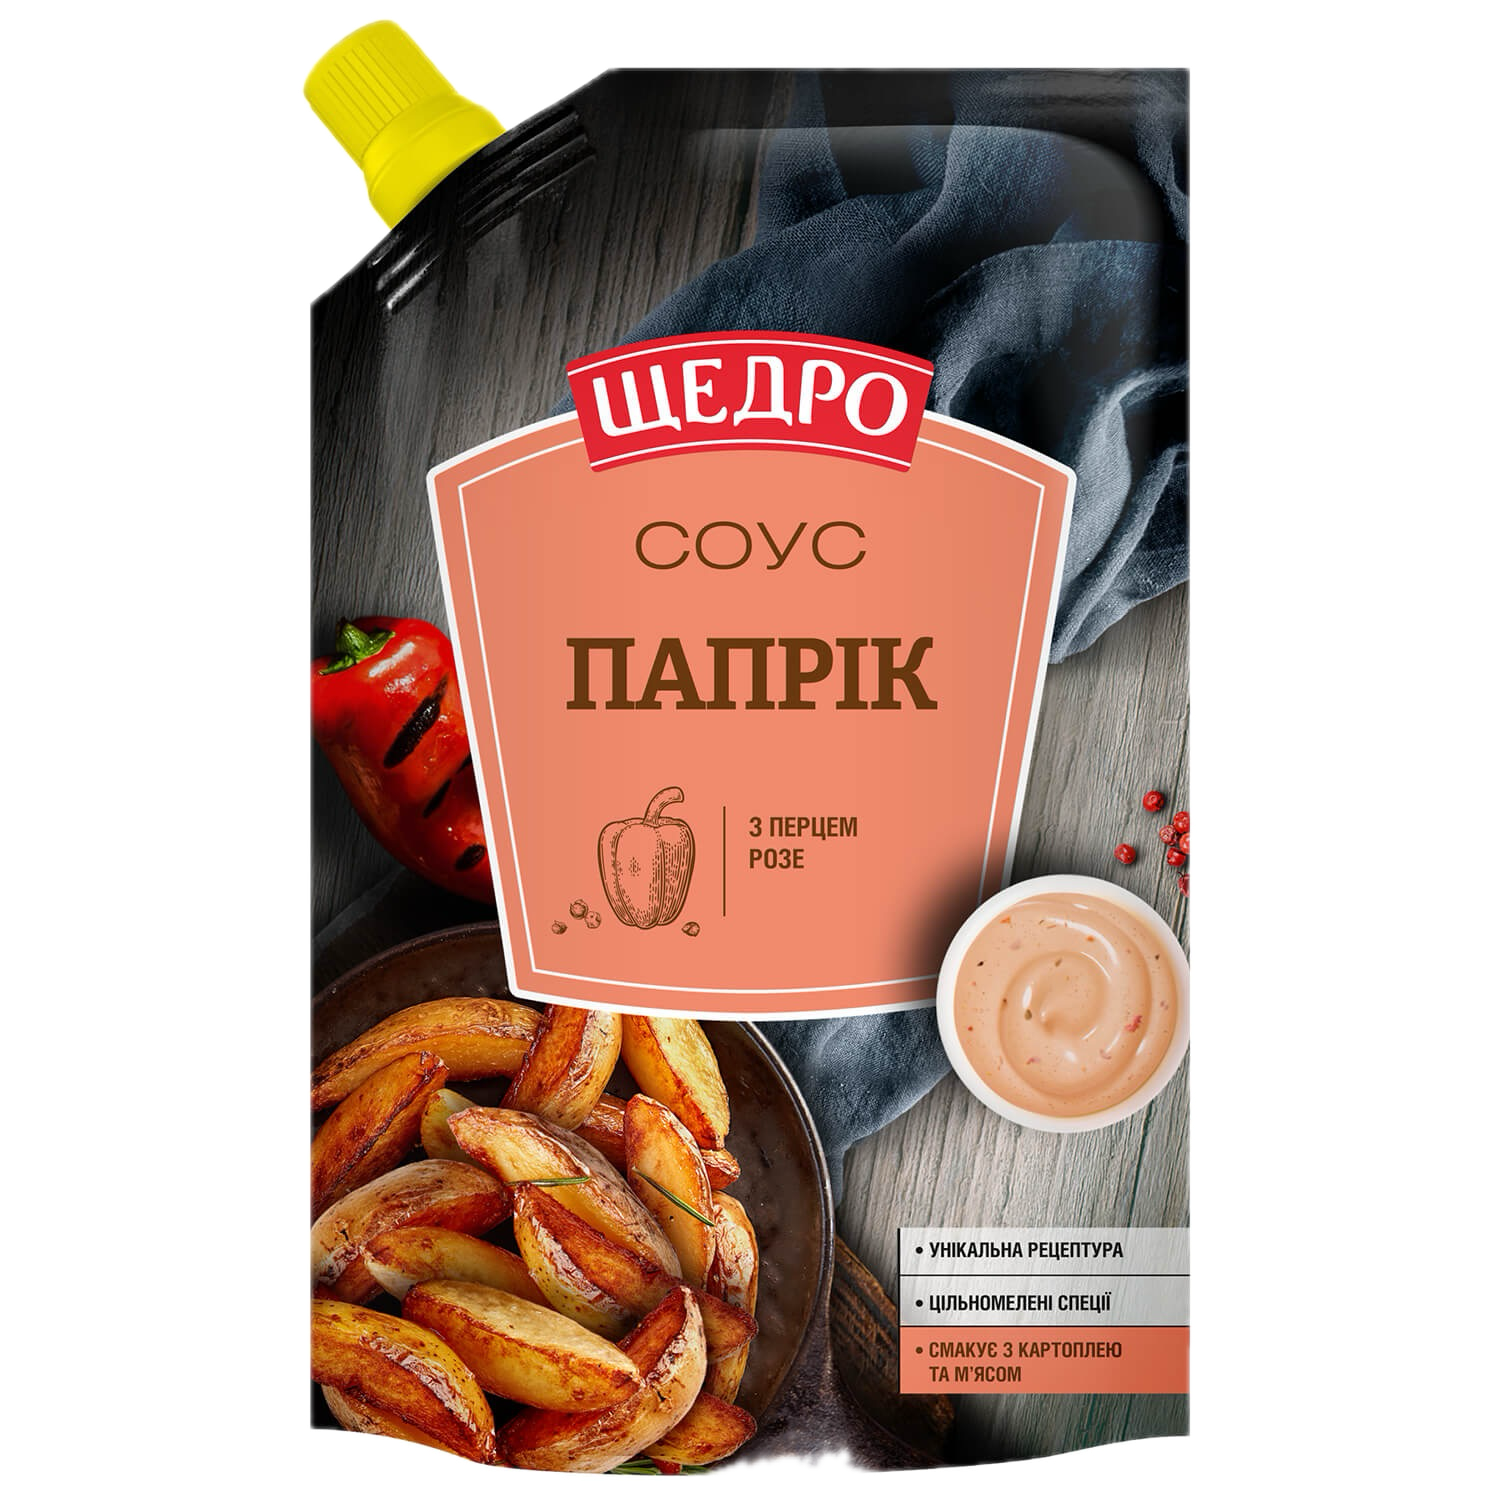 ЩЕДРО
СОУС
ПАПРІК
З ПЕРЦЕМ
РОЗЕ
• УНІКАЛЬНА РЕЦЕПТУРА
• ЦІЛЬНОМЕЛЕНІ СПЕЦІЇ
• СМАКУЄ З КАРТОПЛЕЮ
ТА М'ЯСОМ